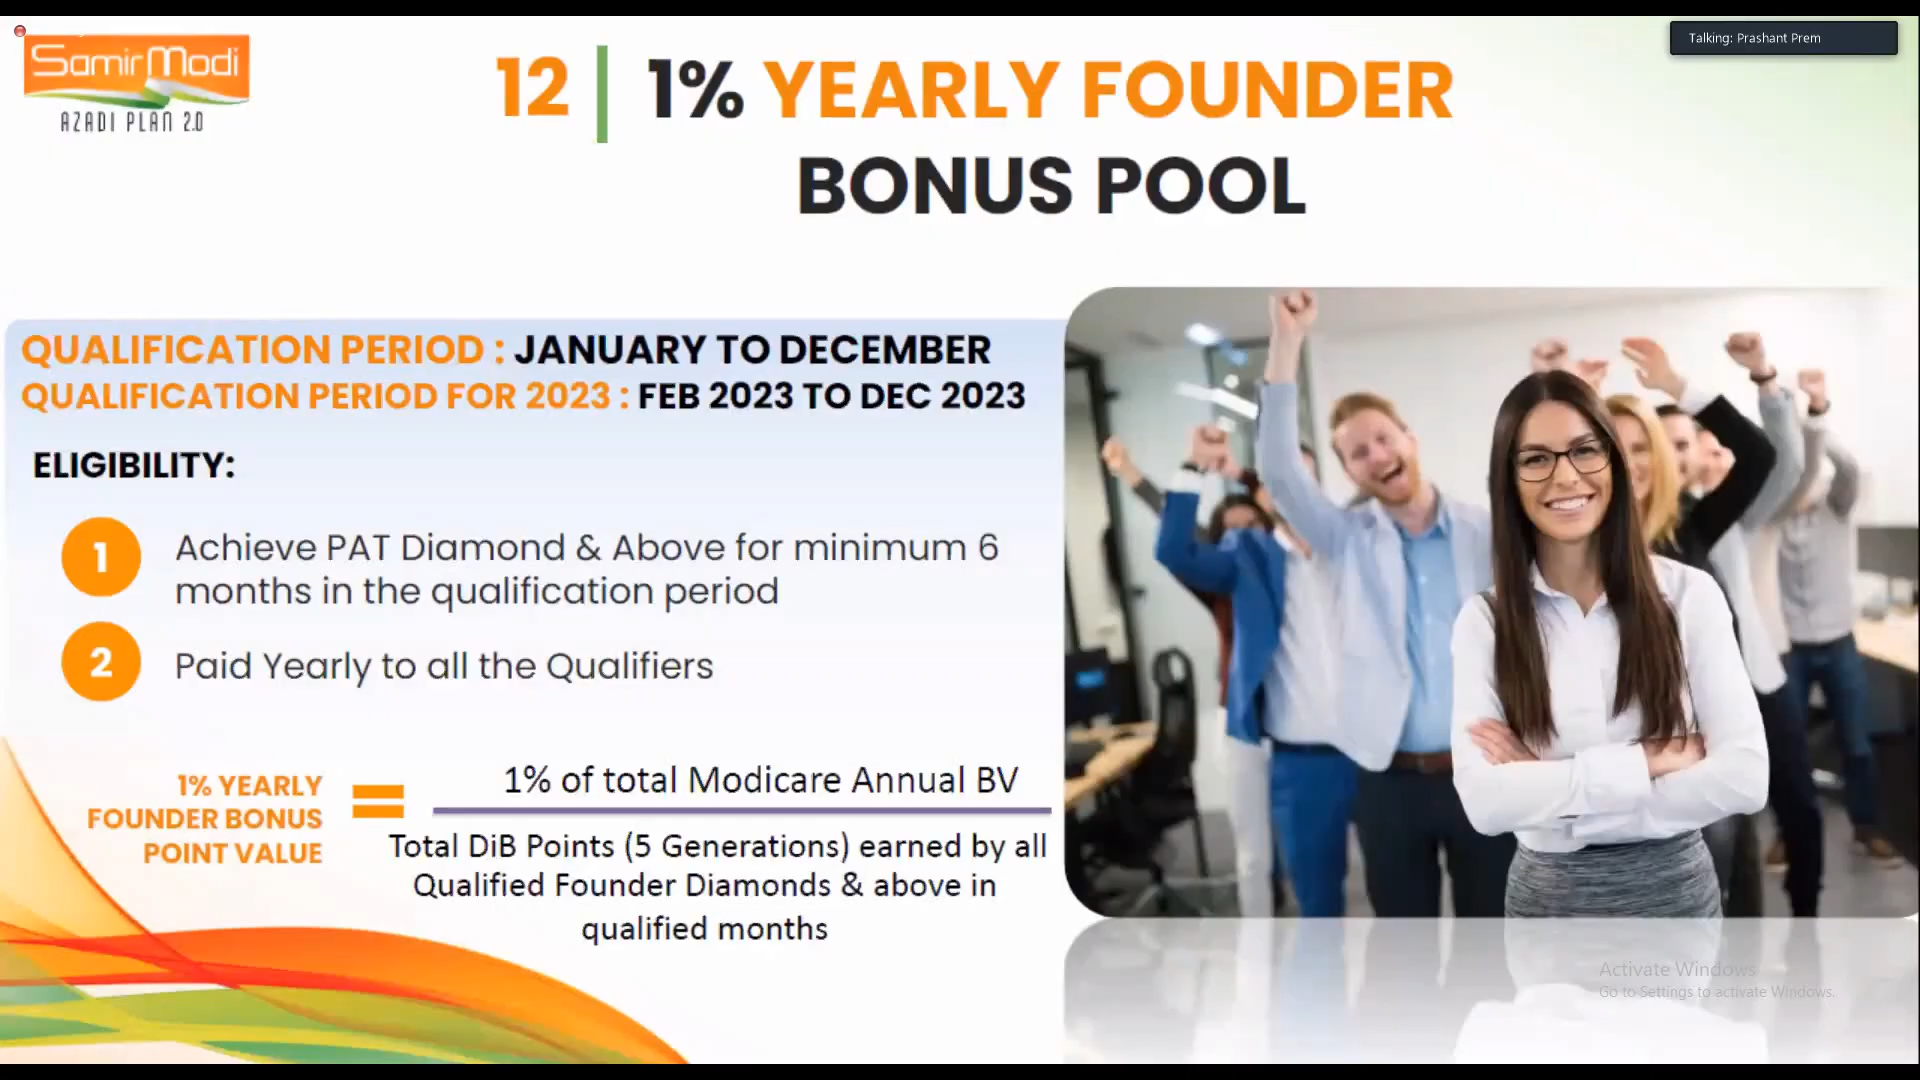 Talking: Prashant Prem
SamirModi
AZADI PLAN 2.0
12 1% YEARLY FOUNDER
BONUS POOL
QUALIFICATION PERIOD : JANUARY TO DECEMBER
QUALIFICATION PERIOD FOR 2023 : FEB 2023 TO DEC 2023
ELIGIBILITY:
1 Achieve PAT Diamond & Above for minimum 6
months in the qualification period
2 Paid Yearly to all the Qualifiers
1% YEARLY
FOUNDER BONUS
POINT VALUE
=
1% of total Modicare Annual BV
Total DiB Points (5 Generations) earned by all
Qualified Founder Diamonds & above in
qualified months
Activate Windows
Go to Settings to activate Windows.